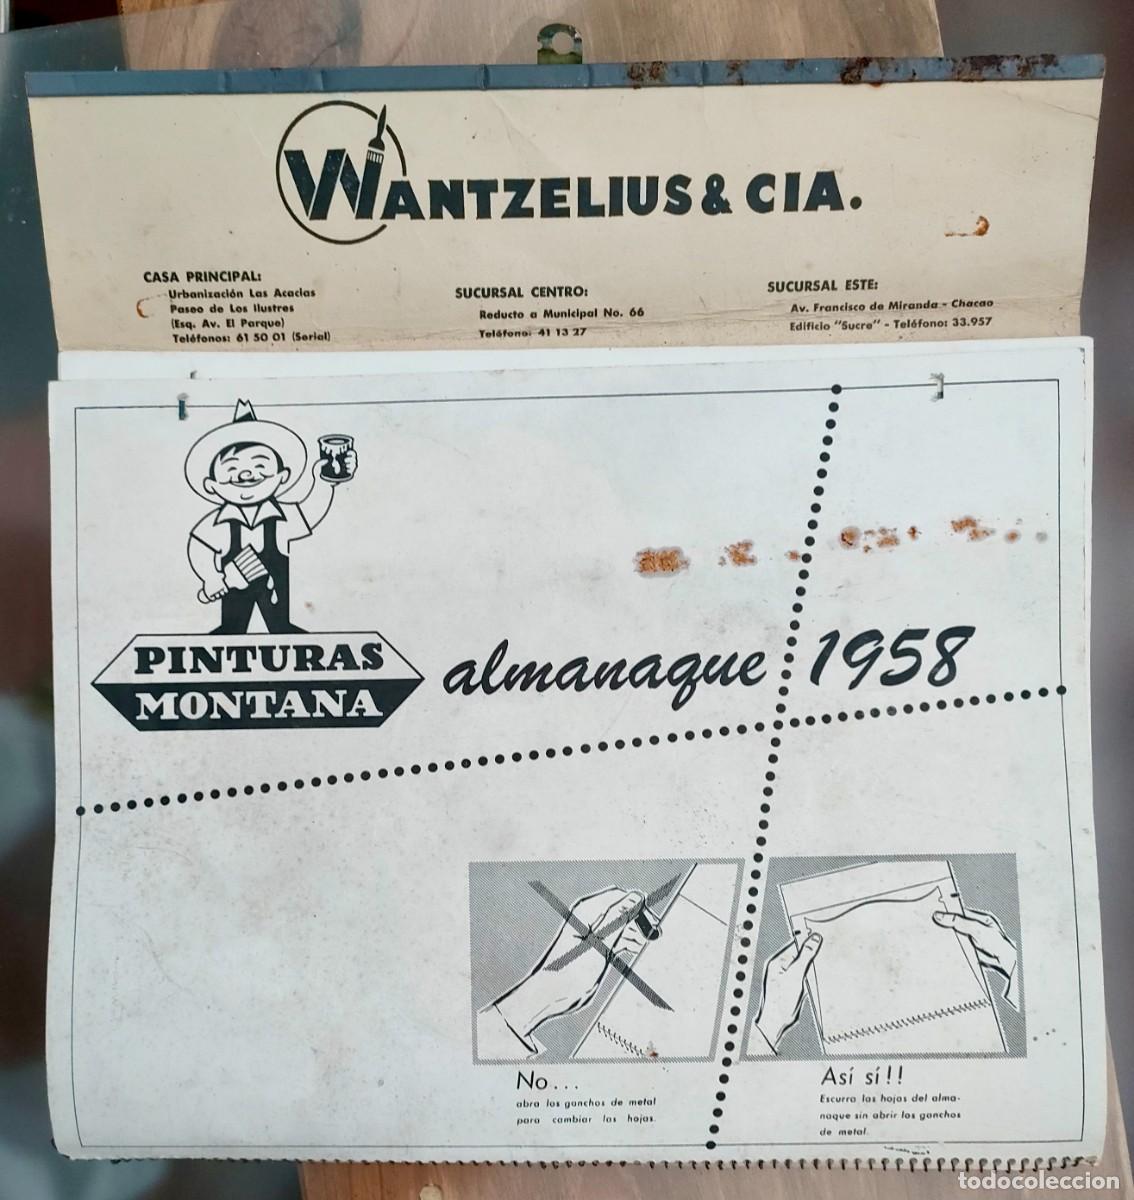 WANTZELIUS & CIA.
CASA PRINCIPAL:
Urbanización Las Acacias
Paseo de Los Ilustres
(Esq. Av. El Parque)
Teléfonos: 61 50 01 (Serial)
SUCURSAL CENTRO:
Reducto a Municipal No. 66
Teléfono: 41 13 27
SUCURSAL ESTE:
Av. Francisco de Miranda - Chacao
Edificio "Sucre" - Teléfono: 33.957
PINTURAS
MONTANA
almanaque 1958
No...
abra los ganchos de metal
para cambiar las hojas.
Así sí!!
Escurra las hojas del alma-
naque sin abrir los ganchos
de metal.
todocoleccion